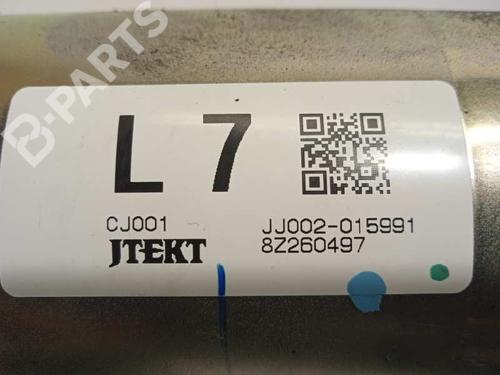 B-PARTS
L 7
CJ001
JJ002-015991
JTEKT
8Z260497